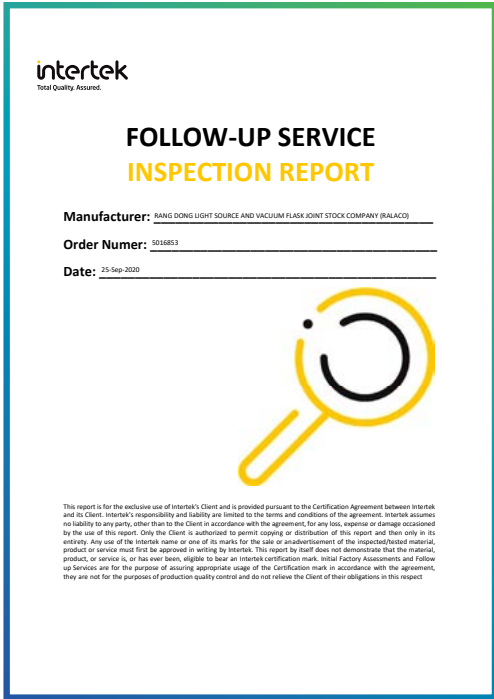 intertek
Total Quality. Assured.
FOLLOW-UP SERVICE
INSPECTION REPORT
Manufacturer: RANG DONG LIGHT SOURCE AND VACUUM FLASK JOINT STOCK COMPANY (RALACO)
Order Numer: 5016853
Date: 25-Sep-2020
This report is for the exclusive use of Intertek's Client and is provided pursuant to the Certification Agreement between Intertek
and its Client. Intertek's responsibility and liability are limited to the terms and conditions of the agreement. Intertek assumes
no liability to any party, other than to the Client in accordance with the agreement, for any loss, expense or damage occasioned
by the use of this report. Only the Client is authorized to permit copying or distribution of this report and then only in its
entirety. Any use of the Intertek name or one of its marks for the sale or anadvertisement of the inspected/tested material,
product or service must first be approved in writing by Intertek. This report by itself does not demonstrate that the material,
product, or service is, or has ever been, eligible to bear an Intertek certification mark. Initial Factory Assessments and Follow
up Services are for the purpose of assuring appropriate usage of the Certification mark in accordance with the agreement,
they are not for the purposes of production quality control and do not relieve the Client of their obligations in this respect